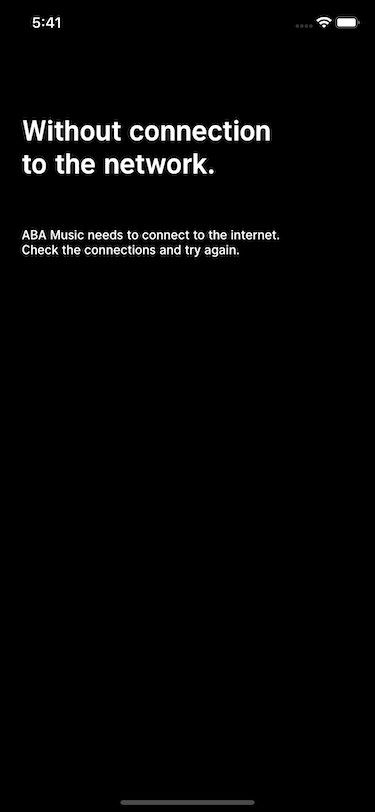 5:41
Without connection
to the network.
ABA Music needs to connect to the internet.
Check the connections and try again.